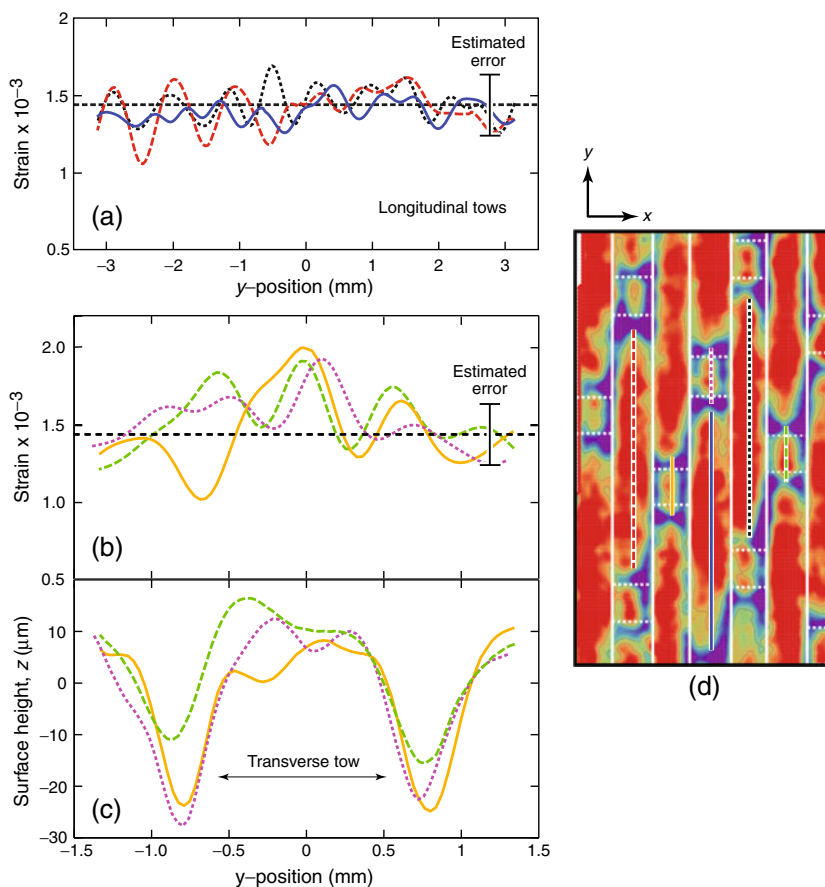 2
1.5
1
0.5
Strain x 10⁻³
Estimated
error
(a)
Longitudinal tows
–3
–2
–1
0
1
2
3
y–position (mm)
2.0
1.5
1.0
0.5
Strain x 10⁻³
Estimated
error
(b)
10
0
–10
–20
–30
Surface height, z (μm)
Transverse tow
(c)
–1.5
–1.0
–0.5
0
0.5
1
1.5
y–position (mm)
y
x
(d)